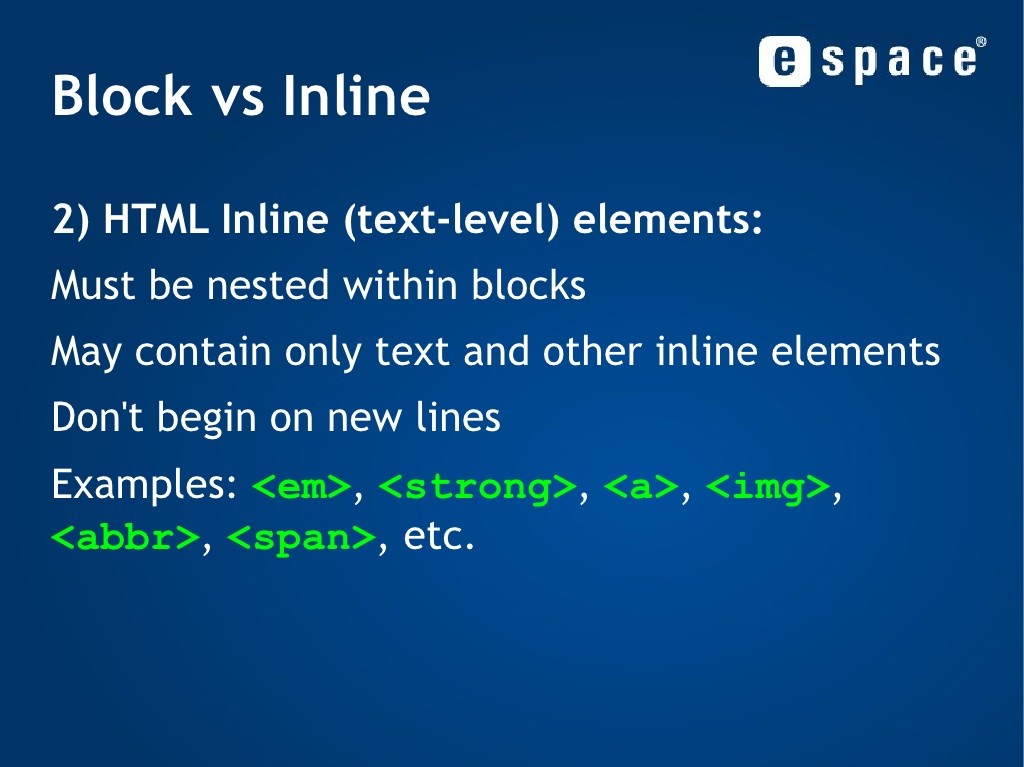 e space®
Block vs Inline
2) HTML Inline (text-level) elements:
Must be nested within blocks
May contain only text and other inline elements
Don't begin on new lines
Examples: <em>, <strong>, <a>, <img>,
<abbr>, <span>, etc.